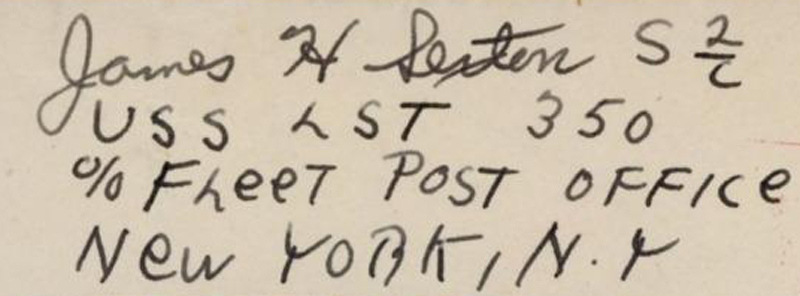 James H Sexton S 2/c
USS LST 350
% FLeeT POST OFFICe
New YORK, N.Y